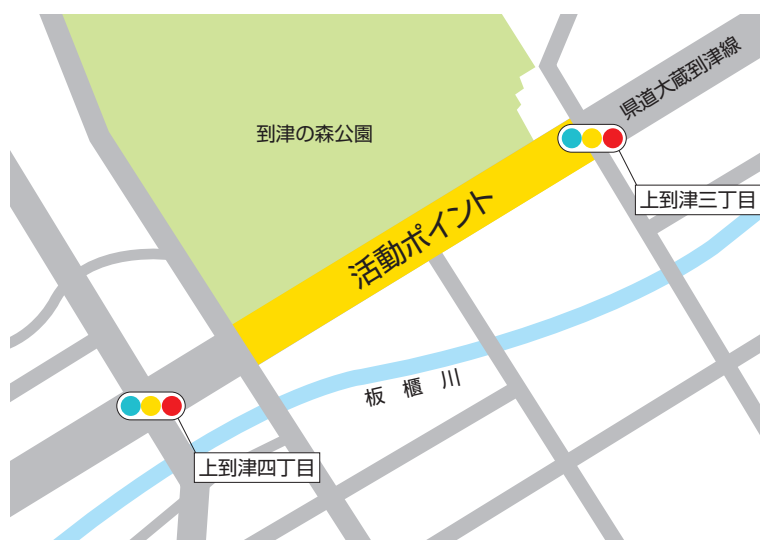 県道大蔵到津線
到津の森公園
上到津三丁目
活動ポイント
板櫃川
上到津四丁目